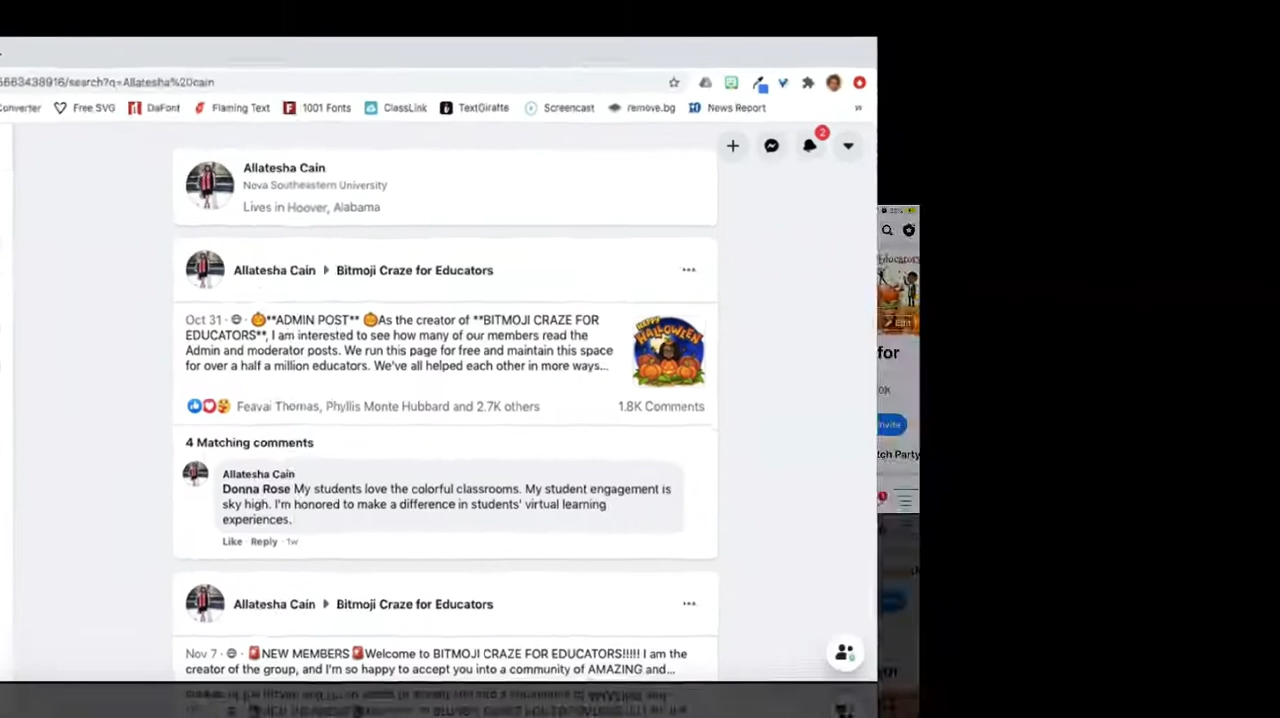 5663438916/search?q=Allatesha%20cain
Converter Free SVG DaFont Flaming Text 1001 Fonts ClassLink TextGiraffe Screencast remove.bg News Report
2
Allatesha Cain
Nova Southeastern University
Lives in Hoover, Alabama
Allatesha Cain Bitmoji Craze for Educators
Oct 31 · 🎃**ADMIN POST** 🎃As the creator of **BITMOJI CRAZE FOR
EDUCATORS**, I am interested to see how many of our members read the
Admin and moderator posts. We run this page for free and maintain this space
for over a half a million educators. We've all helped each other in more ways...
HAPPY
HALLOWEEN
Feavai Thomas, Phyllis Monte Hubbard and 2.7K others 1.8K Comments
4 Matching comments
Allatesha Cain
Donna Rose My students love the colorful classrooms. My student engagement is
sky high. I'm honored to make a difference in students' virtual learning
experiences.
Like · Reply · 1w
Allatesha Cain Bitmoji Craze for Educators
Nov 7 · 🚨NEW MEMBERS🚨Welcome to BITMOJI CRAZE FOR EDUCATORS!!!!! I am the
creator of the group, and I'm so happy to accept you into a community of AMAZING and...
Educators
Edit
for
0K
Invite
tch Party